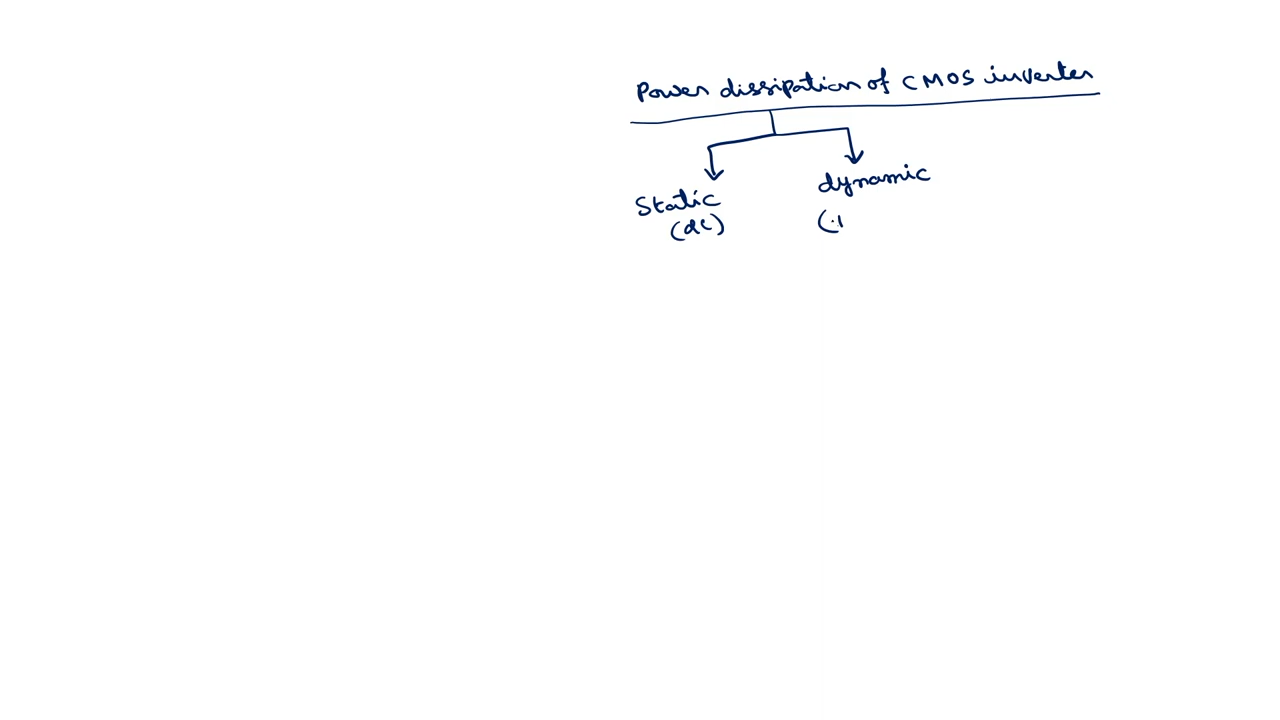 Power dissipation of CMOS inverter
Static
dynamic
(dc)
(